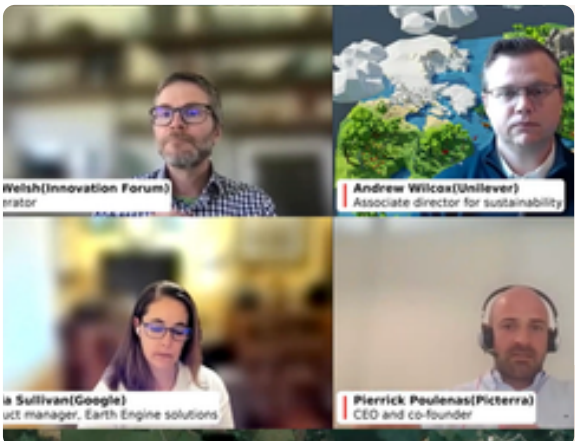 Welsh(Innovation Forum)
erator
Andrew Wilcox(Unilever)
Associate director for sustainability
ia Sullivan(Google)
uct manager, Earth Engine solutions
Pierrick Poulenas(Picterra)
CEO and co-founder